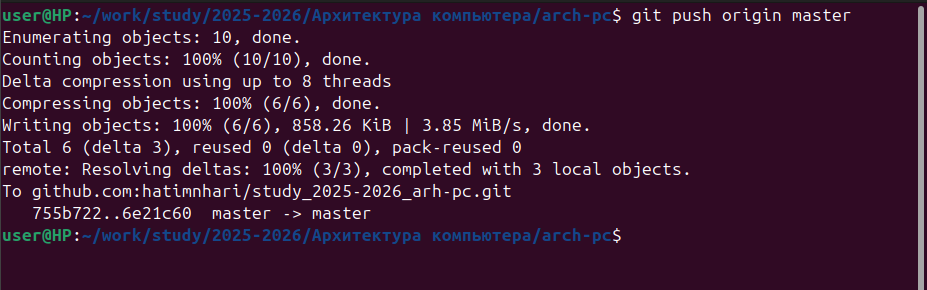 user@HP:~/work/study/2025-2026/Архитектура компьютера/arch-pc$ git push origin master
Enumerating objects: 10, done.
Counting objects: 100% (10/10), done.
Delta compression using up to 8 threads
Compressing objects: 100% (6/6), done.
Writing objects: 100% (6/6), 858.26 KiB | 3.85 MiB/s, done.
Total 6 (delta 3), reused 0 (delta 0), pack-reused 0
remote: Resolving deltas: 100% (3/3), completed with 3 local objects.
To github.com:hatimnhari/study_2025-2026_arh-pc.git
   755b722..6e21c60  master -> master
user@HP:~/work/study/2025-2026/Архитектура компьютера/arch-pc$